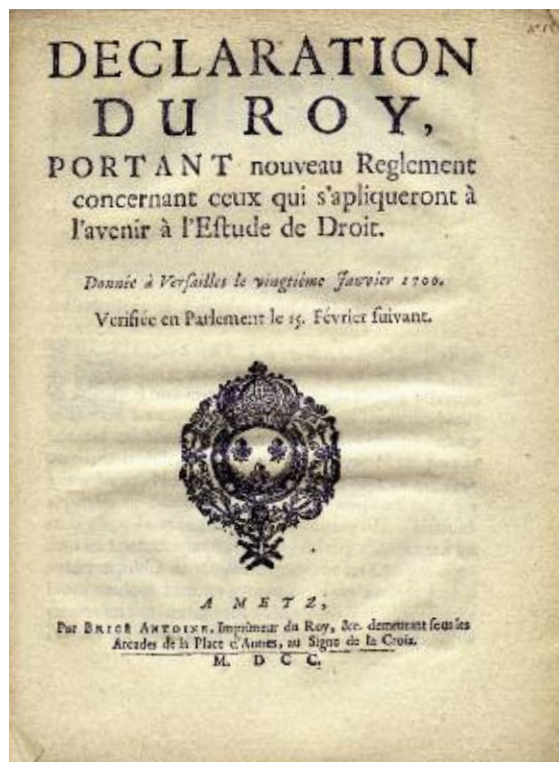 DECLARATION
DU ROY,
PORTANT nouveau Reglement
concernant ceux qui s'apliqueront à
l'avenir à l'Eſtude de Droit.
Donnée à Verſailles le vingtiéme Janvier 1700.
Verifiée en Parlement le 15. Février ſuivant.
A METZ,
Par BRICE ANTOINE, Imprimeur du Roy, &c. demeurant ſous les
Arcades de la Place d'Armes, au Signe de la Croix.
M. D C C.